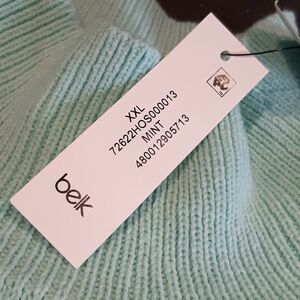 XXL
72622HOS000013
MINT
480012905713
belk